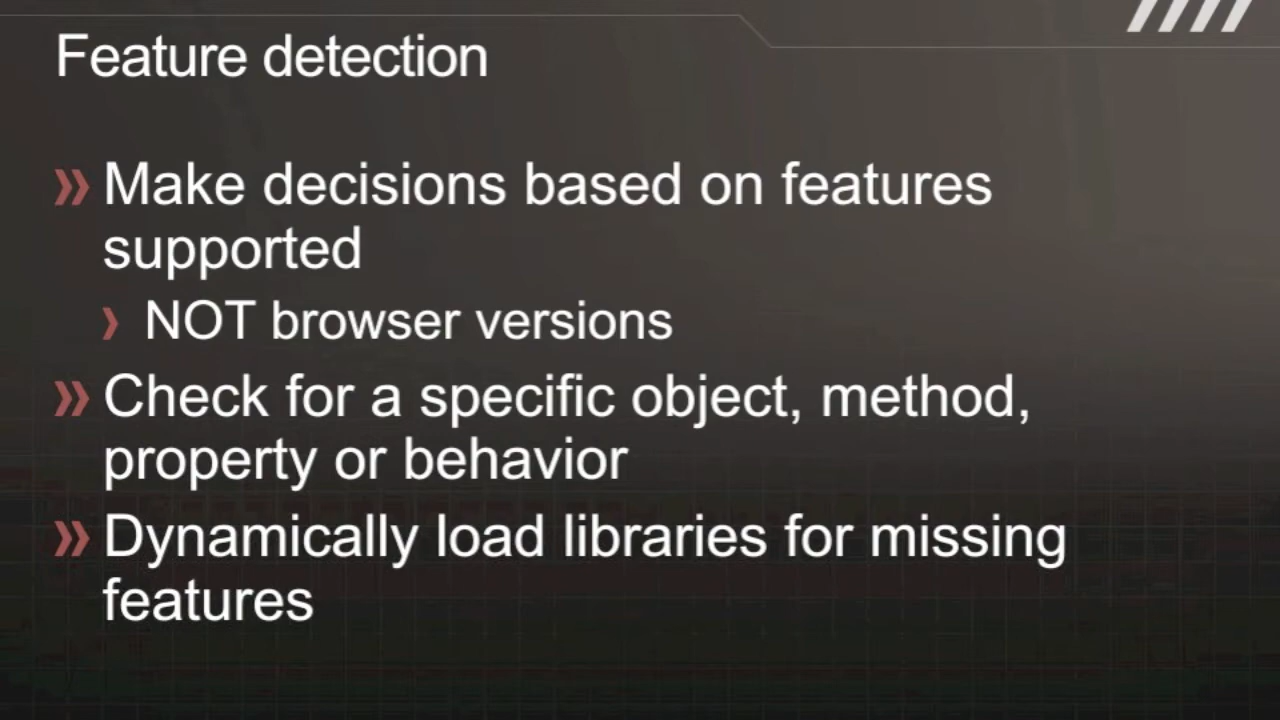 Feature detection
» Make decisions based on features
supported
› NOT browser versions
» Check for a specific object, method,
property or behavior
» Dynamically load libraries for missing
features